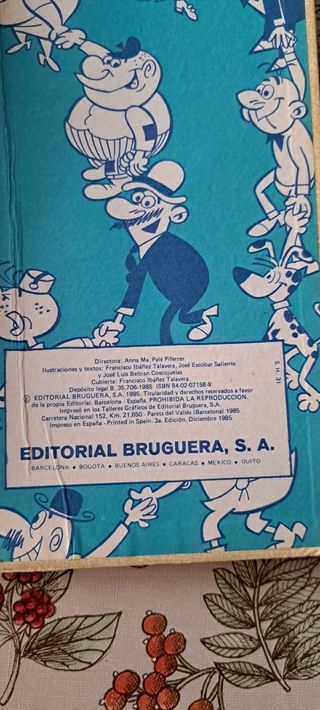 Directora: Anna Ma. Palé Piferrer
Ilustraciones y textos: Francisco Ibáñez Talavera, José Escobar Saliente
y José Luis Beltran Coscojuelas
Cubierta: Francisco Ibáñez Talavera
Depósito legal B. 35.706-1985 ISBN 84-02-07158-9
© EDITORIAL BRUGUERA, S.A. 1985. Titularidad y derechos reservados a favor
de la propia Editorial. Barcelona - España. PROHIBIDA LA REPRODUCCION.
Impreso en los Talleres Gráficos de Editorial Bruguera, S.A.
Carretera Nacional 152, Km. 21,650 · Parets del Vallés (Barcelona) 1985
Impreso en España - Printed in Spain. 3a. Edición, Diciembre 1985
EDITORIAL BRUGUERA, S. A.
BARCELONA • BOGOTA • BUENOS AIRES • CARACAS • MEXICO • QUITO
S. H. 31